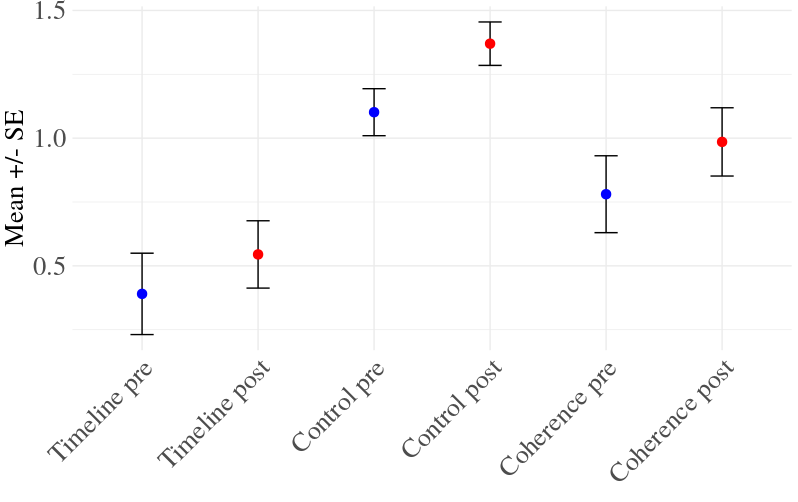 Mean +/- SE
1.5
1.0
0.5
Timeline pre
Timeline post
Control pre
Control post
Coherence pre
Coherence post